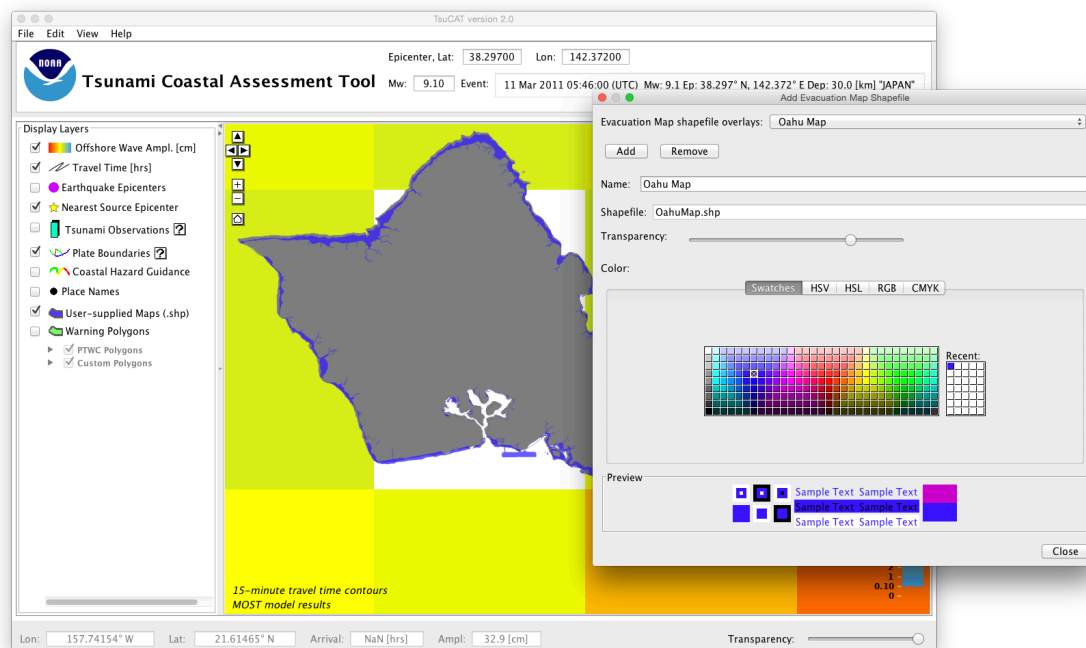 TsuCAT version 2.0
File Edit View Help
NOAA
Tsunami Coastal Assessment Tool
Epicenter, Lat: 38.29700 Lon: 142.37200
Mw: 9.10 Event: 11 Mar 2011 05:46:00 (UTC) Mw: 9.1 Ep: 38.297° N, 142.372° E Dep: 30.0 [km] "JAPAN"
Display Layers
Offshore Wave Ampl. [cm]
Travel Time [hrs]
Earthquake Epicenters
Nearest Source Epicenter
Tsunami Observations ?
Plate Boundaries ?
Coastal Hazard Guidance
Place Names
User-supplied Maps (.shp)
Warning Polygons
PTWC Polygons
Custom Polygons
15-minute travel time contours
MOST model results
2
1
0.10
0
Lon: 157.74154° W Lat: 21.61465° N Arrival: NaN [hrs] Ampl: 32.9 [cm] Transparency:
Add Evacuation Map Shapefile
Evacuation Map shapefile overlays: Oahu Map
Add Remove
Name: Oahu Map
Shapefile: OahuMap.shp
Transparency:
Color:
Swatches HSV HSL RGB CMYK
Recent:
Preview
Sample Text Sample Text
Sample Text Sample Text
Sample Text Sample Text
Close